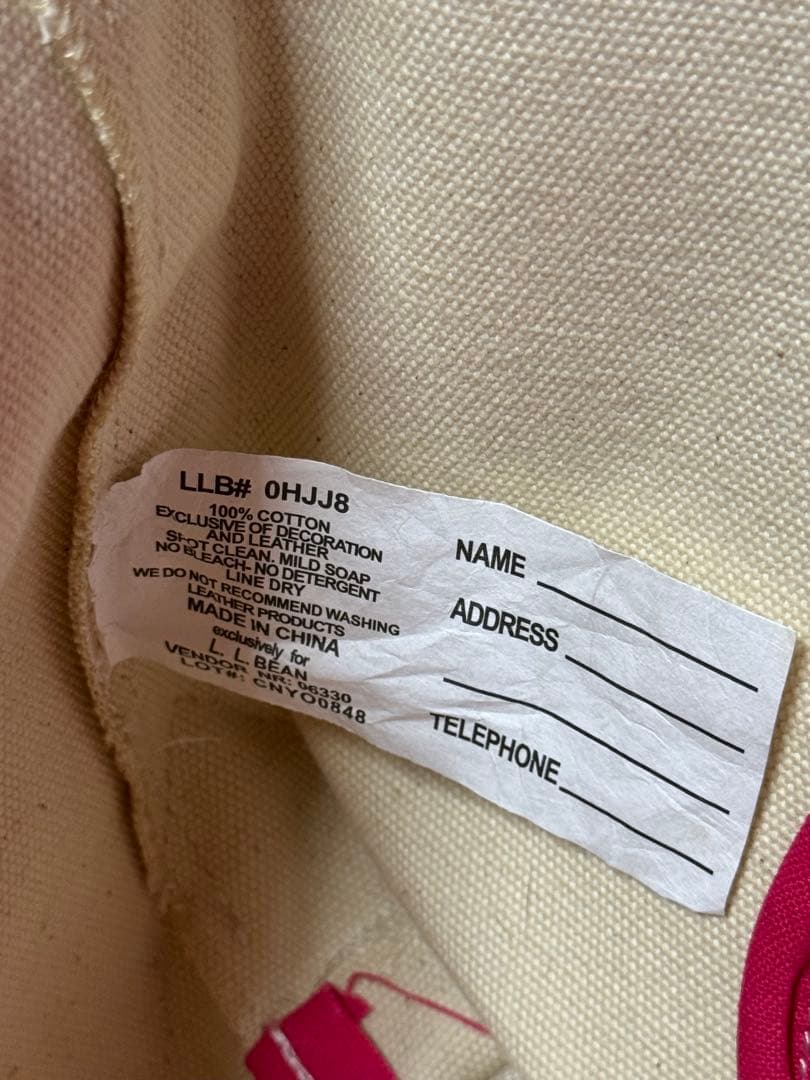 LLB# 0HJJ8
100% COTTON
EXCLUSIVE OF DECORATION
AND LEATHER
SPOT CLEAN. MILD SOAP
NO BLEACH- NO DETERGENT
LINE DRY
WE DO NOT RECOMMEND WASHING
LEATHER PRODUCTS
MADE IN CHINA
exclusively for
L. L. BEAN
VENDOR NR: 06330
LOT#: CNYO0848
NAME
ADDRESS
TELEPHONE